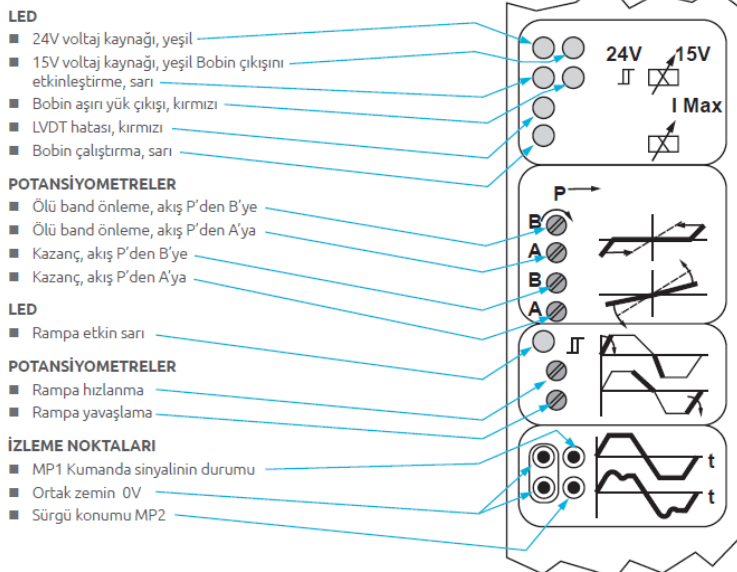 LED
24V voltaj kaynağı, yeşil
15V voltaj kaynağı, yeşil Bobin çıkışını
etkinleştirme, sarı
Bobin aşırı yük çıkışı, kırmızı
LVDT hatası, kırmızı
Bobin çalıştırma, sarı
POTANSİYOMETRELER
Ölü band önleme, akış P'den B'ye
Ölü band önleme, akış P'den A'ya
Kazanç, akış P'den B'ye
Kazanç, akış P'den A'ya
LED
Rampa etkin sarı
POTANSİYOMETRELER
Rampa hızlanma
Rampa yavaşlama
İZLEME NOKTALARI
MP1 Kumanda sinyalinin durumu
Ortak zemin 0V
Sürgü konumu MP2
24V 15V
I Max
P
B
A
B
A
t
t